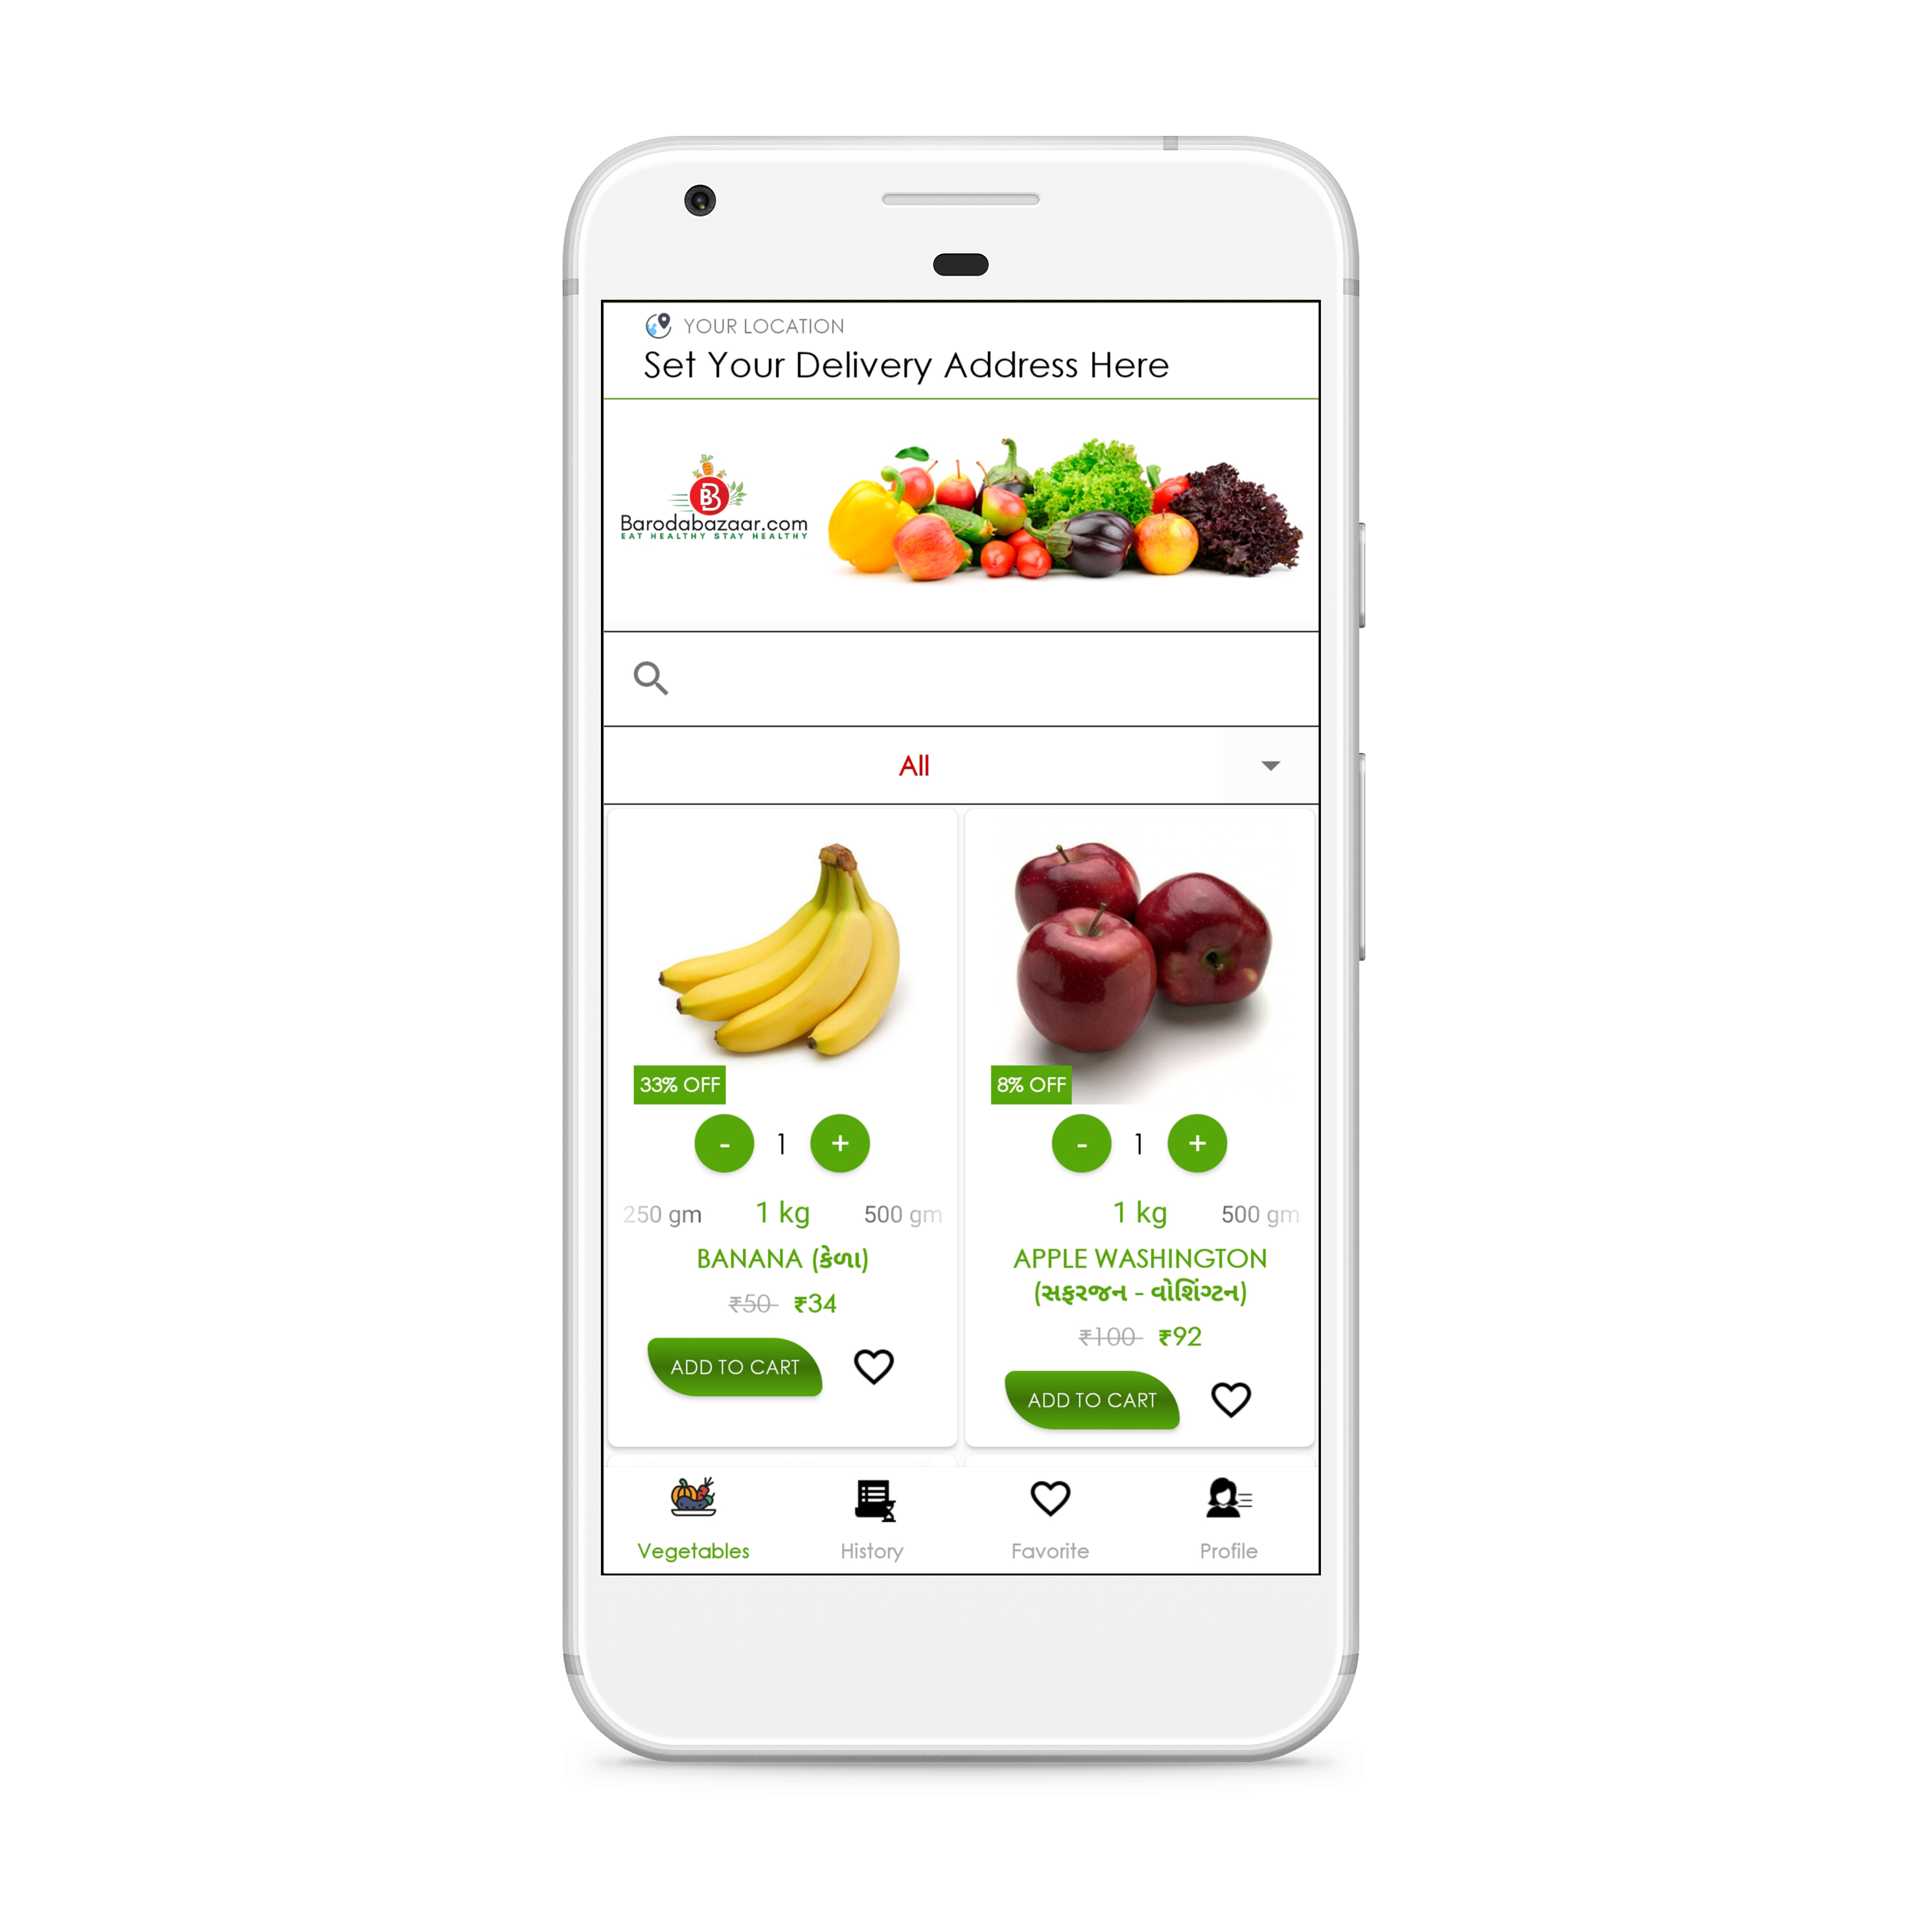 YOUR LOCATION
Set Your Delivery Address Here
B
Barodabazaar.com
EAT HEALTHY STAY HEALTHY
All
33% OFF
- 1 +
250 gm 1 kg 500 gm
BANANA (કેળા)
₹50 ₹34
ADD TO CART
8% OFF
- 1 +
1 kg 500 gm
APPLE WASHINGTON
(સફરજન - વોશિંગ્ટન)
₹100 ₹92
ADD TO CART
Vegetables History Favorite Profile